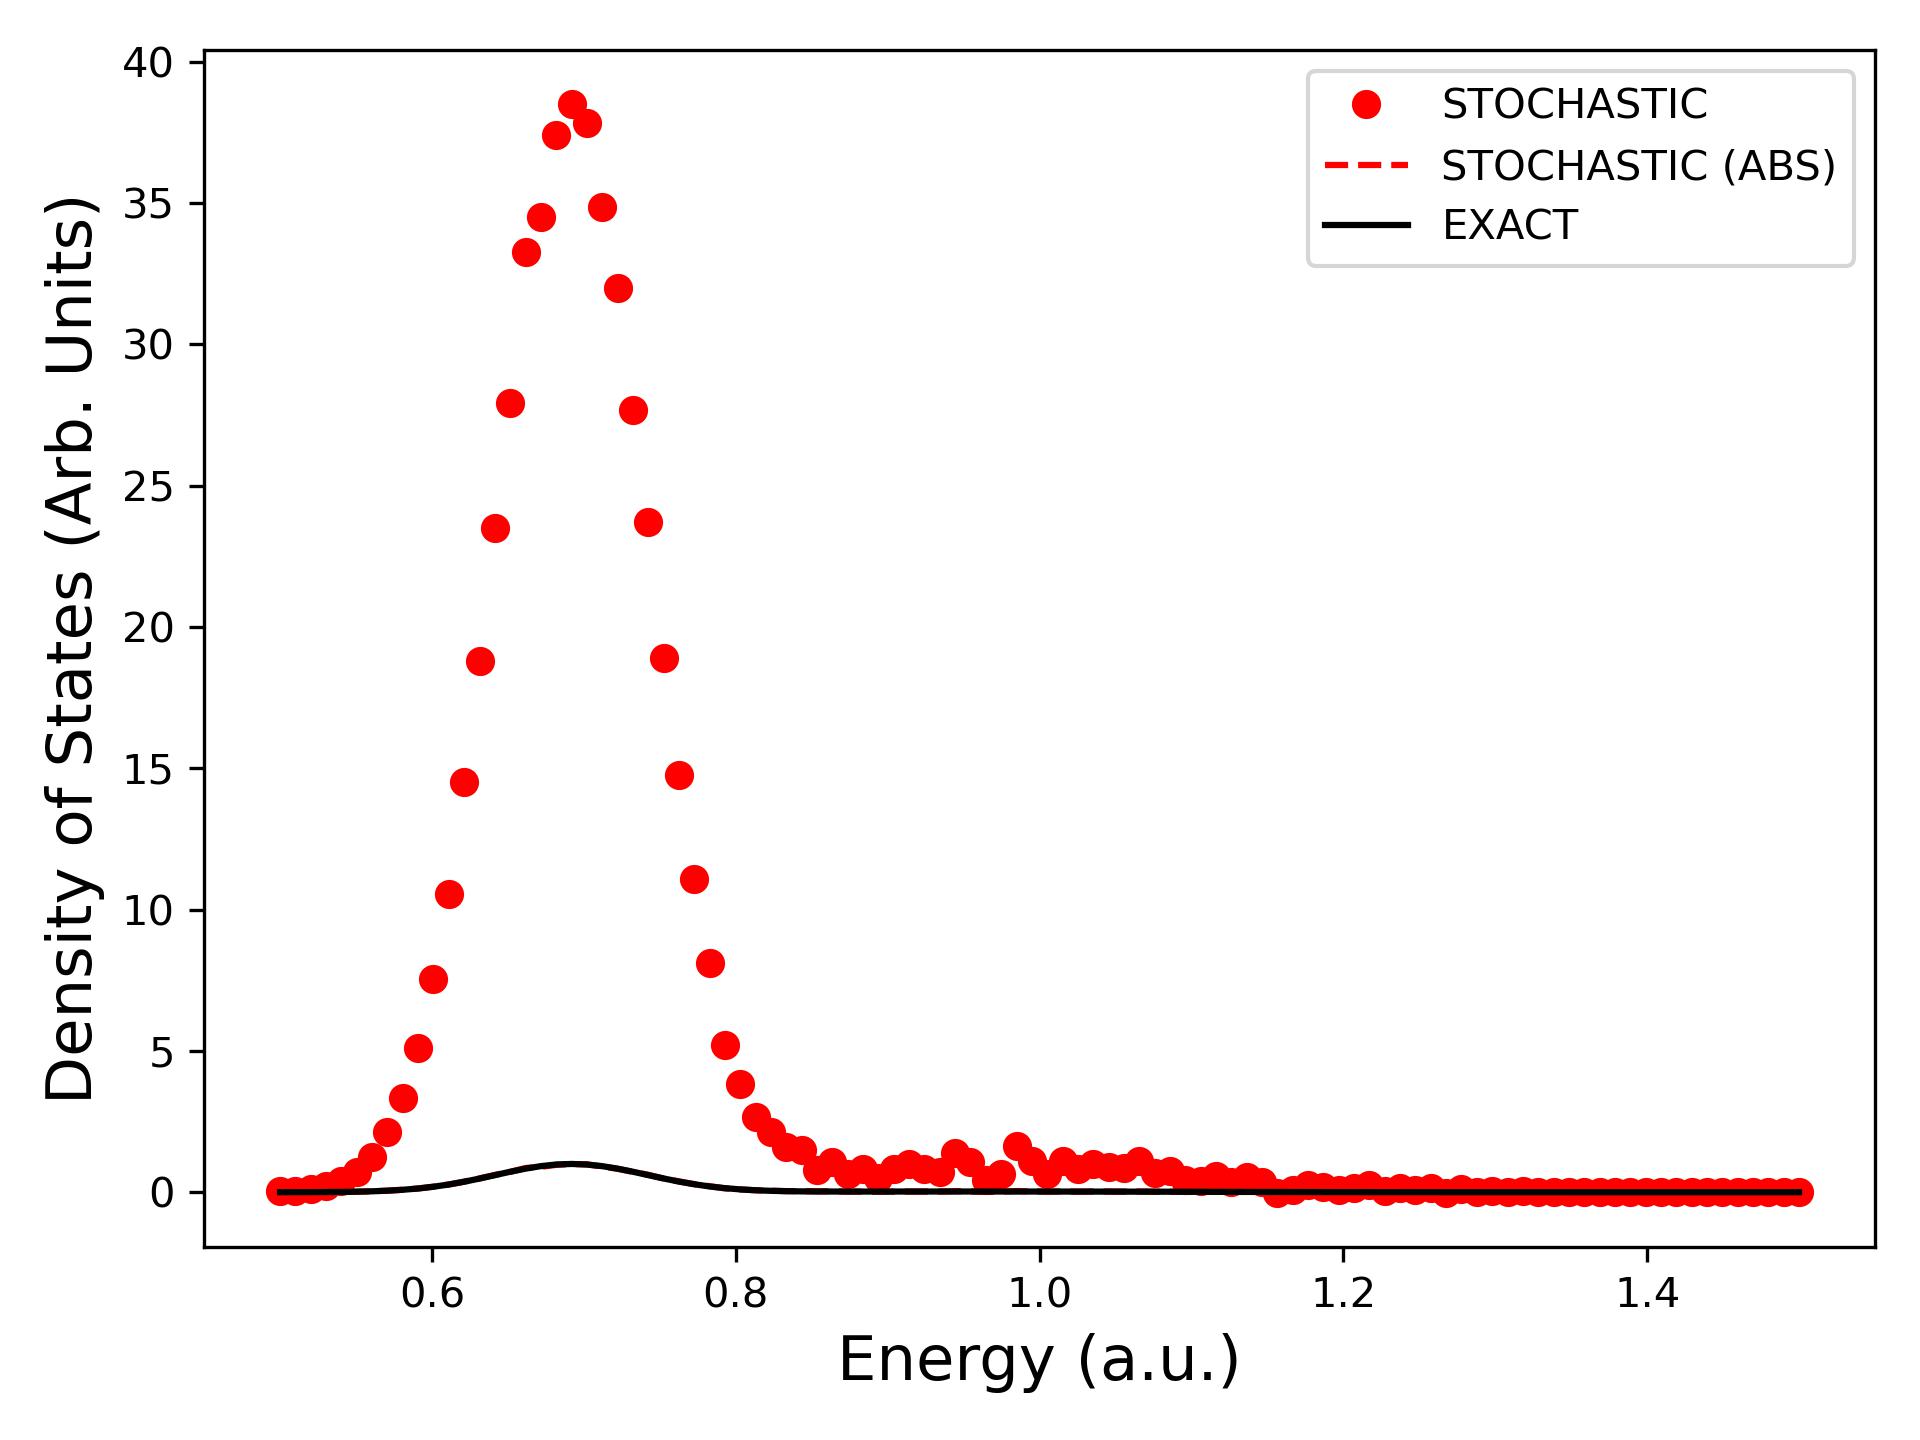 40
35
30
25
20
15
10
5
0
Density of States (Arb. Units)
STOCHASTIC
STOCHASTIC (ABS)
EXACT
0.6 0.8 1.0 1.2 1.4
Energy (a.u.)